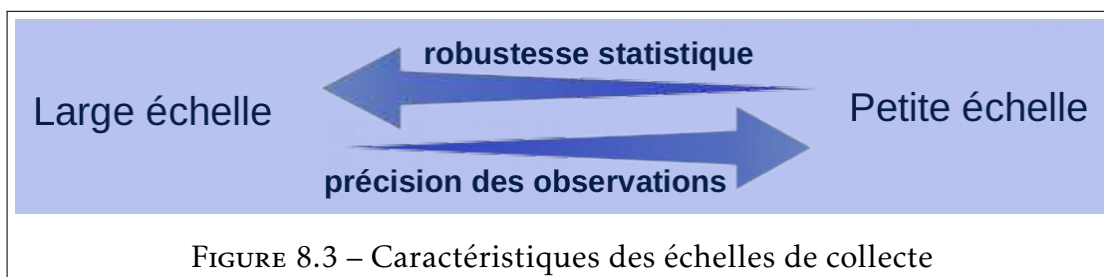 robustesse statistique
Large échelle
Petite échelle
précision des observations
FIGURE 8.3 – Caractéristiques des échelles de collecte